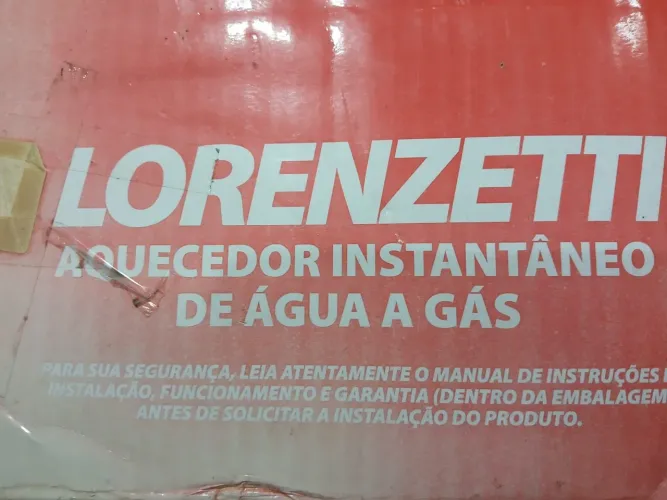 LORENZETTI
AQUECEDOR INSTANTÂNEO
DE ÁGUA A GÁS
PARA SUA SEGURANÇA, LEIA ATENTAMENTE O MANUAL DE INSTRUÇÕES
INSTALAÇÃO, FUNCIONAMENTO E GARANTIA (DENTRO DA EMBALAGEM
ANTES DE SOLICITAR A INSTALAÇÃO DO PRODUTO.